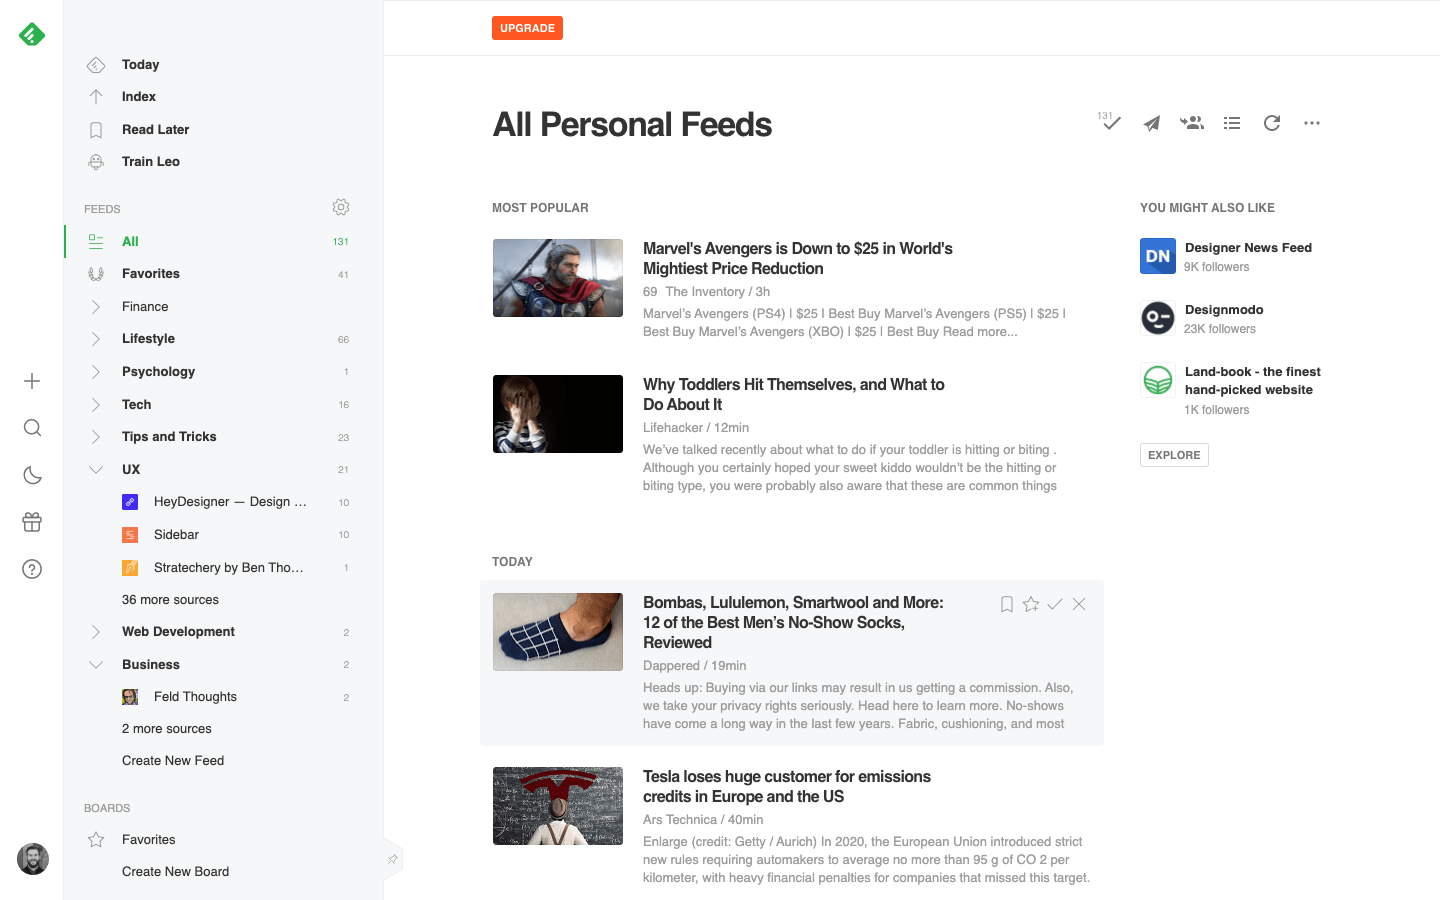 UPGRADE
Today
Index
Read Later
Train Leo
FEEDS
All 131
Favorites 41
Finance
Lifestyle 66
Psychology 1
Tech 16
Tips and Tricks 23
UX 21
HeyDesigner — Design ... 10
Sidebar 10
Stratechery by Ben Tho... 1
36 more sources
Web Development 2
Business 2
Feld Thoughts 2
2 more sources
Create New Feed
BOARDS
Favorites
Create New Board
All Personal Feeds
131
MOST POPULAR
Marvel's Avengers is Down to $25 in World's
Mightiest Price Reduction
69 The Inventory / 3h
Marvel’s Avengers (PS4) | $25 | Best Buy Marvel’s Avengers (PS5) | $25 |
Best Buy Marvel’s Avengers (XBO) | $25 | Best Buy Read more...
Why Toddlers Hit Themselves, and What to
Do About It
Lifehacker / 12min
We’ve talked recently about what to do if your toddler is hitting or biting .
Although you certainly hoped your sweet kiddo wouldn’t be the hitting or
biting type, you were probably also aware that these are common things
TODAY
Bombas, Lululemon, Smartwool and More:
12 of the Best Men’s No-Show Socks,
Reviewed
Dappered / 19min
Heads up: Buying via our links may result in us getting a commission. Also,
we take your privacy rights seriously. Head here to learn more. No-shows
have come a long way in the last few years. Fabric, cushioning, and most
Tesla loses huge customer for emissions
credits in Europe and the US
Ars Technica / 40min
Enlarge (credit: Getty / Aurich) In 2020, the European Union introduced strict
new rules requiring automakers to average no more than 95 g of CO 2 per
kilometer, with heavy financial penalties for companies that missed this target.
YOU MIGHT ALSO LIKE
DN
Designer News Feed
9K followers
Designmodo
23K followers
Land-book - the finest
hand-picked website
1K followers
EXPLORE